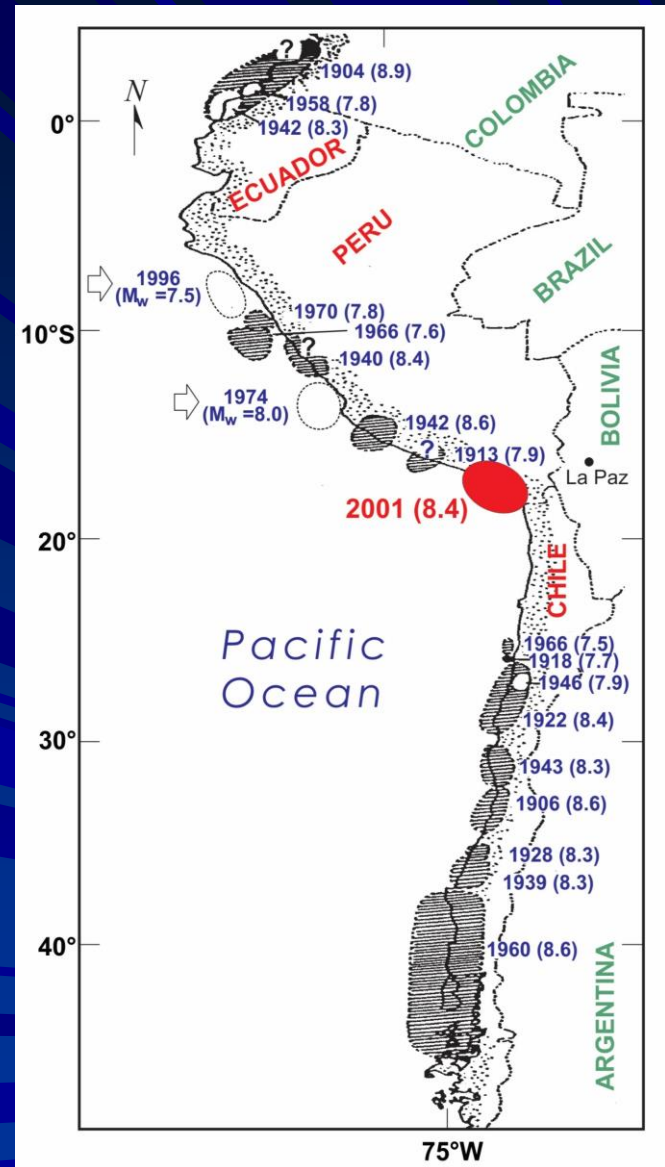 ?
1904 (8.9)
N
1958 (7.8)
0°
1942 (8.3)
COLOMBIA
ECUADOR
PERU
BRAZIL
1996
(Mw =7.5)
1970 (7.8)
10°S
1966 (7.6)
?
1940 (8.4)
1974
(Mw =8.0)
BOLIVIA
1942 (8.6)
?
1913 (7.9)
La Paz
2001 (8.4)
20°
CHILE
Pacific
Ocean
1966 (7.5)
1918 (7.7)
1946 (7.9)
1922 (8.4)
30°
1943 (8.3)
1906 (8.6)
1928 (8.3)
1939 (8.3)
40°
1960 (8.6)
ARGENTINA
75°W